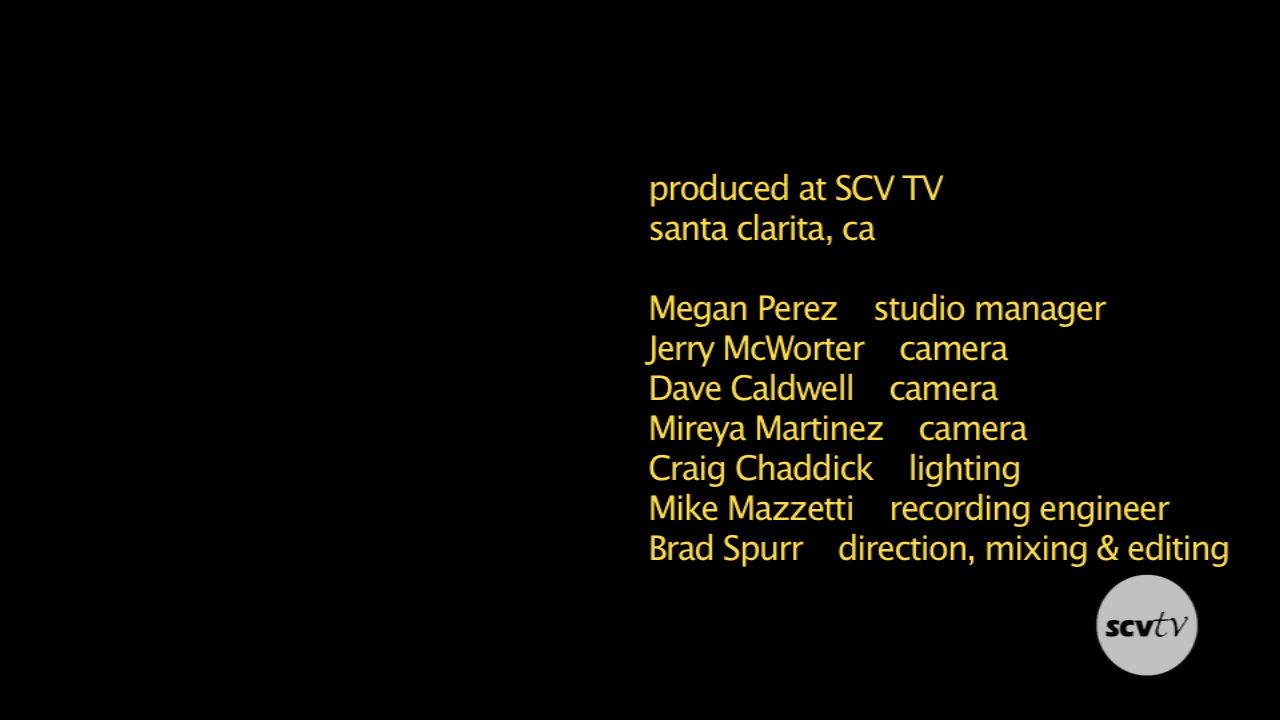 produced at SCV TV
santa clarita, ca
Megan Perez studio manager
Jerry McWorter camera
Dave Caldwell camera
Mireya Martinez camera
Craig Chaddick lighting
Mike Mazzetti recording engineer
Brad Spurr direction, mixing & editing
scvtv